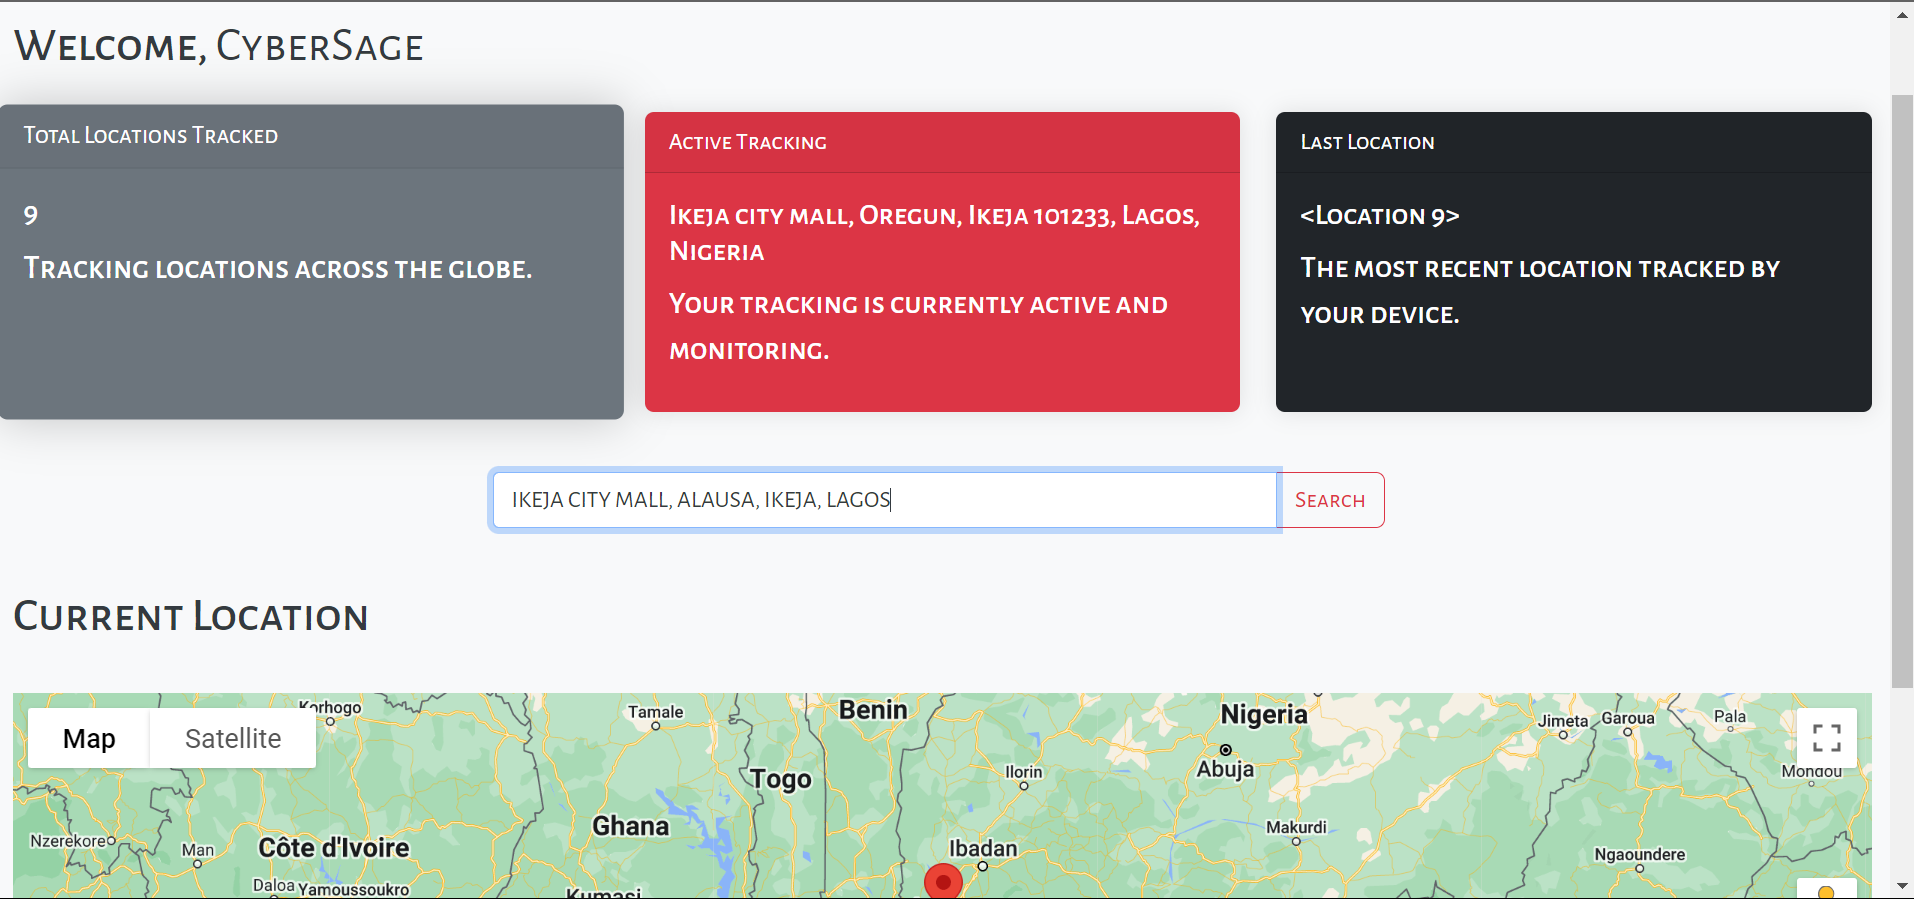 Welcome, CyberSage
Total Locations Tracked
9
Tracking locations across the globe.
Active Tracking
Ikeja city mall, Oregun, Ikeja 101233, Lagos,
Nigeria
Your tracking is currently active and
monitoring.
Last Location
<Location 9>
The most recent location tracked by
your device.
IKEJA CITY MALL, ALAUSA, IKEJA, LAGOS
Search
Current Location
Map
Satellite
Korhogo
Tamale
Benin
Nigeria
Jimeta
Garoua
Pala
Togo
Ilorin
Abuja
Moundou
Nzerekore
Man
Côte d'Ivoire
Ghana
Ibadan
Makurdi
Ngaoundere
Daloa
Yamoussoukro
Kumasi